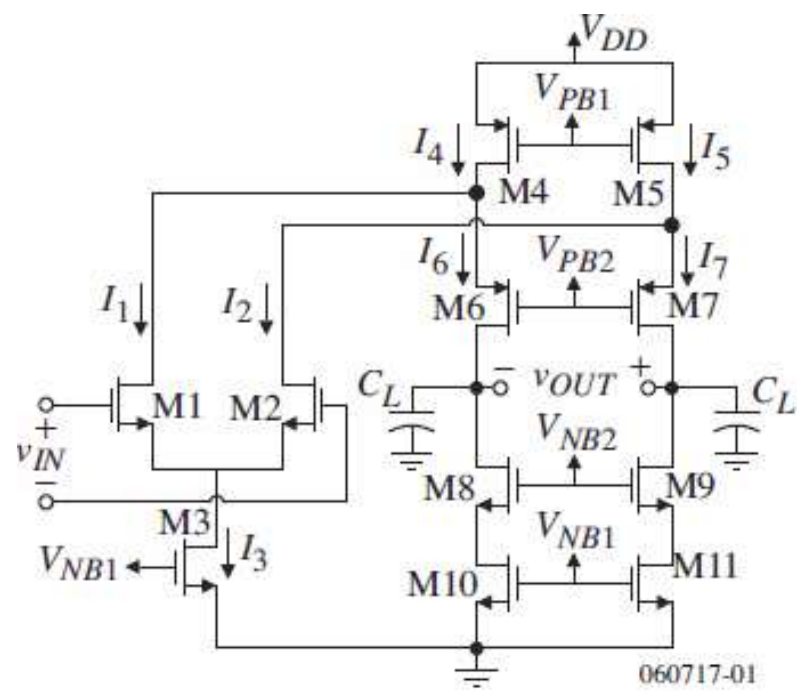 V_DD
V_PB1
I_4 I_5
M4 M5
I_6 V_PB2 I_7
I_1 I_2
M6 M7
C_L − v_OUT + C_L
M1 M2
+ v_IN −
V_NB2
M8 M9
M3
V_NB1 I_3
V_NB1
M10 M11
060717-01